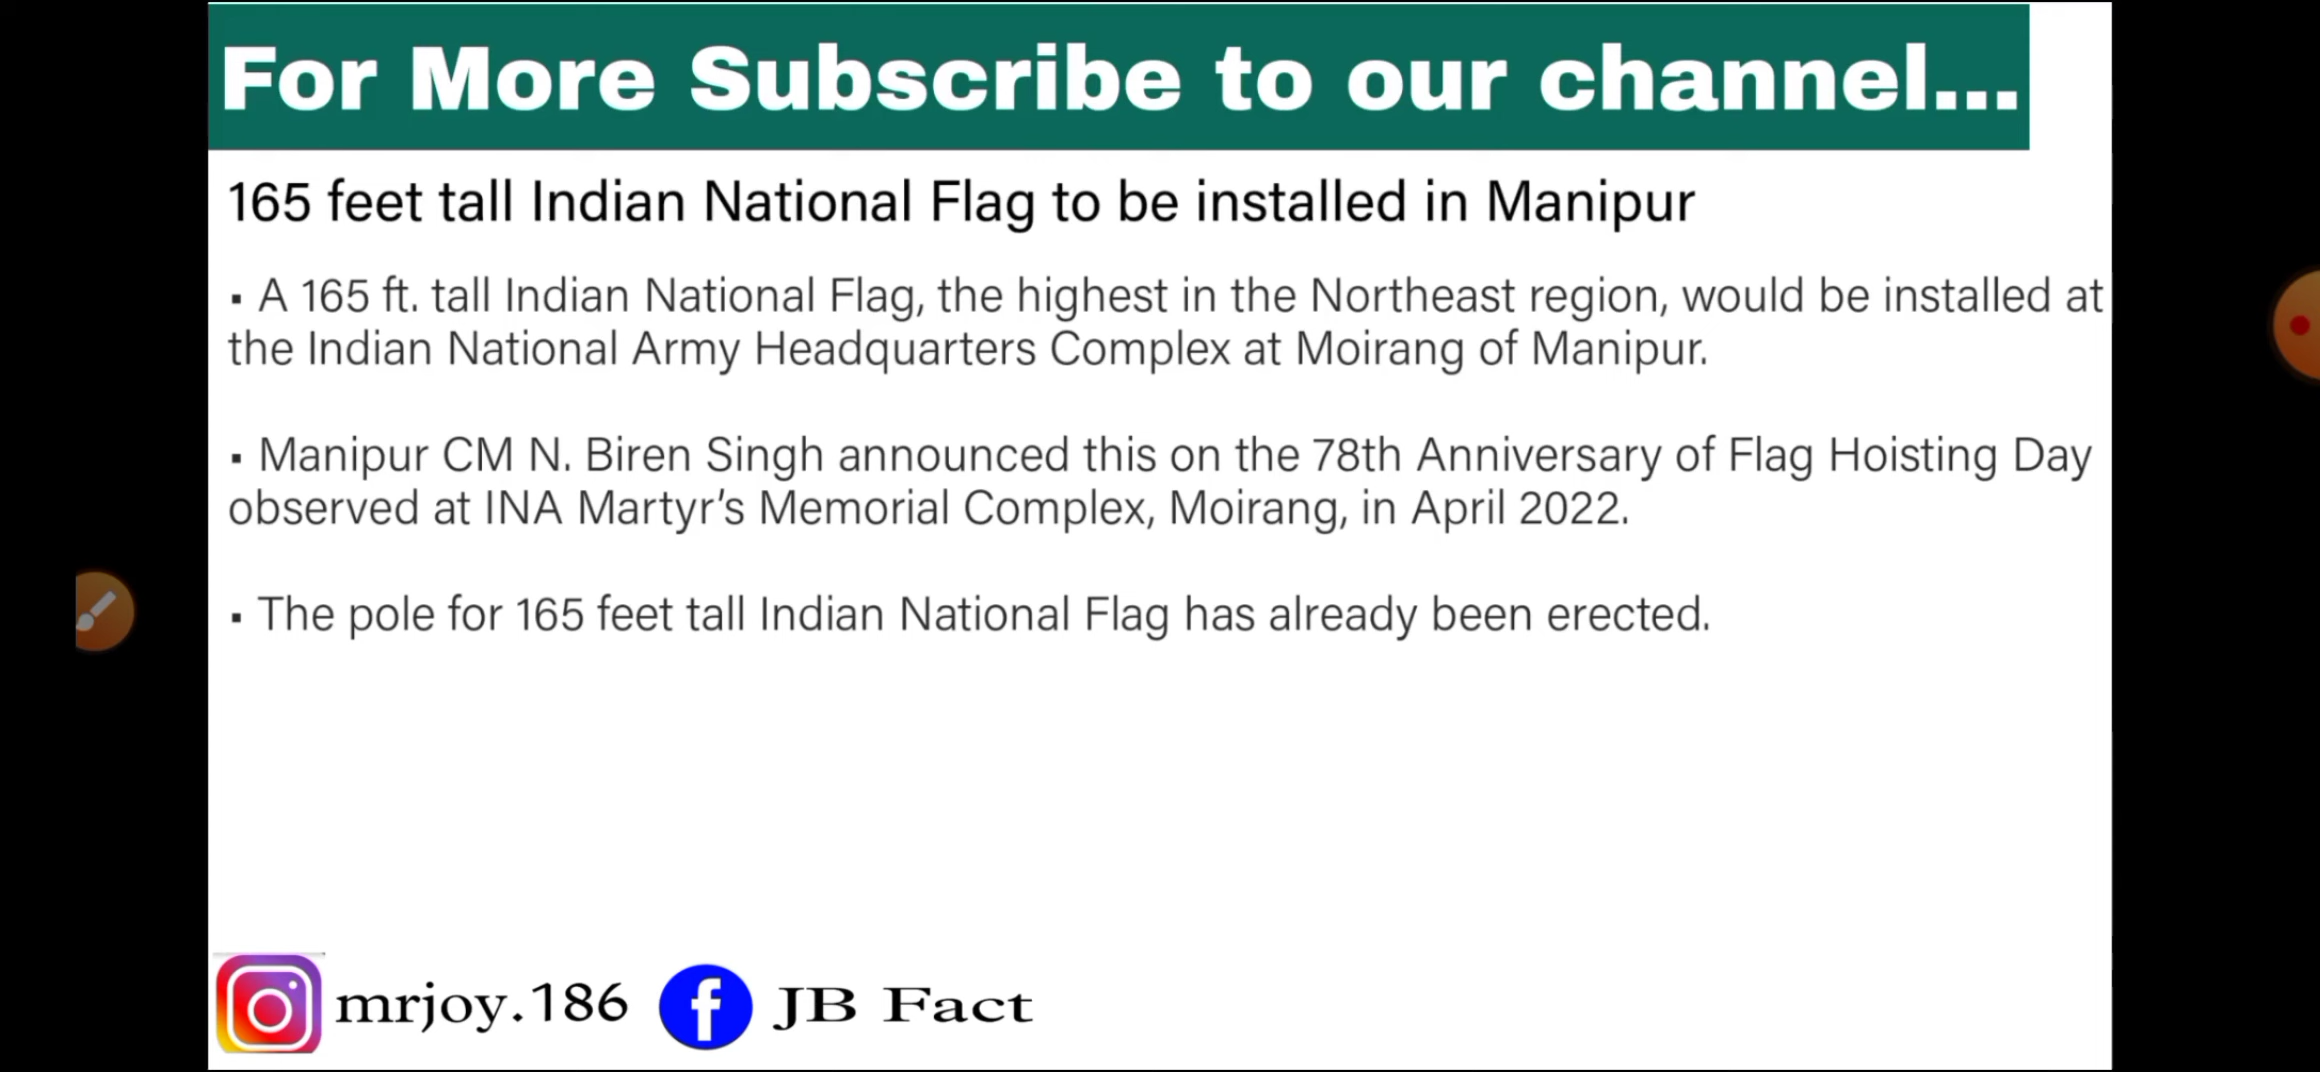 For More Subscribe to our channel...
165 feet tall Indian National Flag to be installed in Manipur
▪ A 165 ft. tall Indian National Flag, the highest in the Northeast region, would be installed at
the Indian National Army Headquarters Complex at Moirang of Manipur.
▪ Manipur CM N. Biren Singh announced this on the 78th Anniversary of Flag Hoisting Day
observed at INA Martyr's Memorial Complex, Moirang, in April 2022.
▪ The pole for 165 feet tall Indian National Flag has already been erected.
mrjoy.186 JB Fact